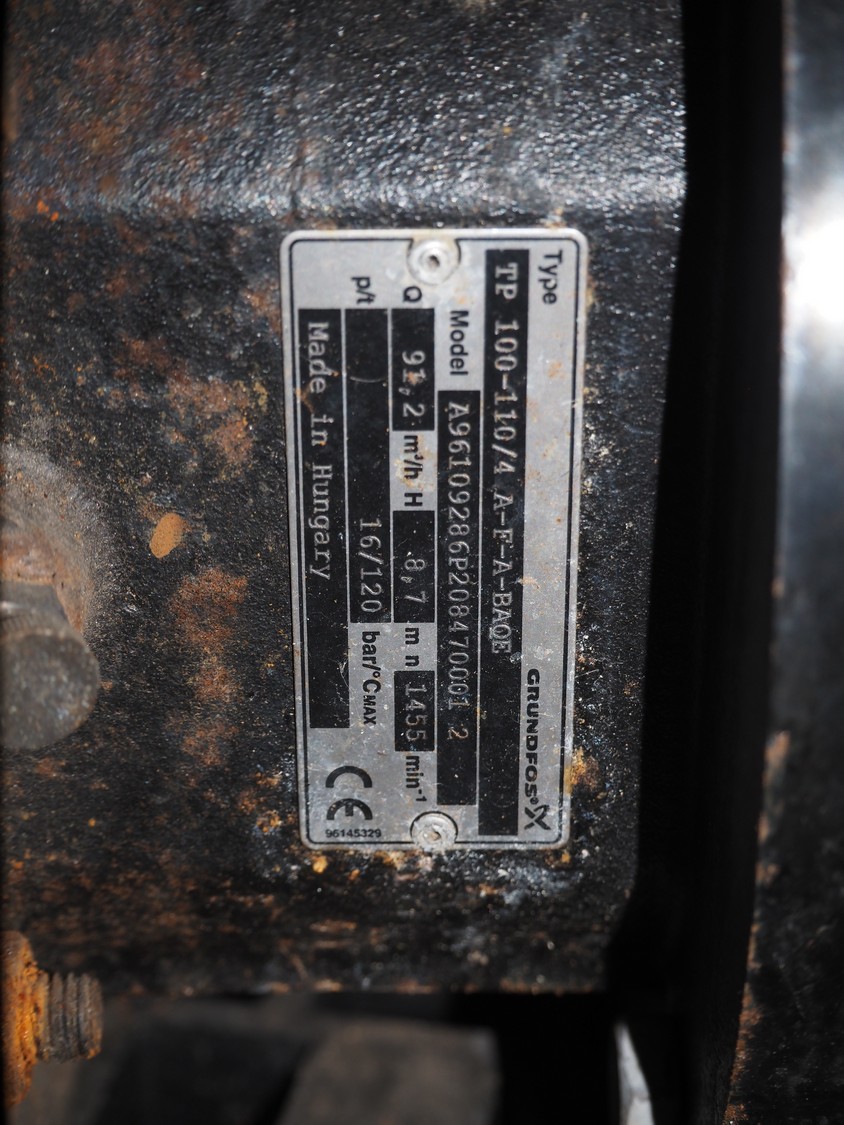 Type GRUNDFOS
TP 100-110/4 A-F-A-BAQE
Model A96109286P208470001 2
Q 91,2 m³/h H 8,7 m n 1455 min⁻¹
p/t 16/120 bar/°C MAX
Made in Hungary CE
96145329